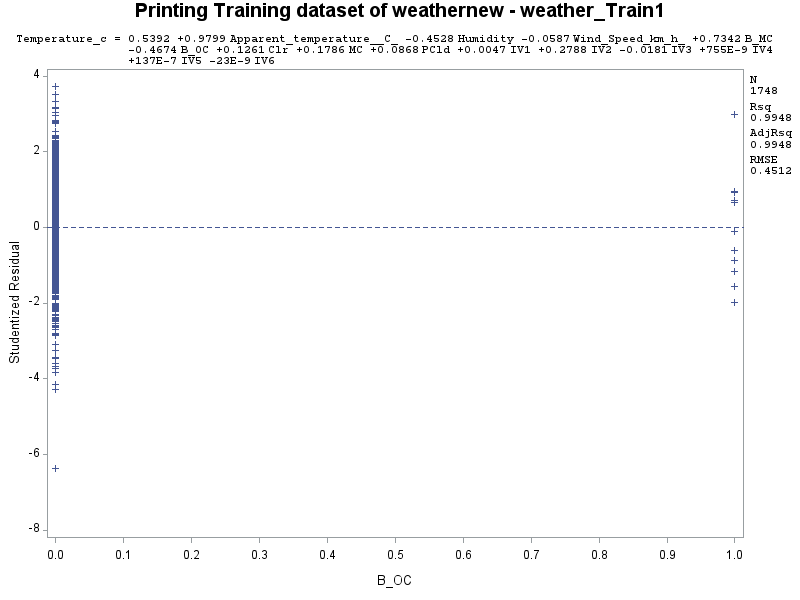 Printing Training dataset of weathernew - weather_Train1
Temperature_c = 0.5392 +0.9799 Apparent_temperature__C_ -0.4528 Humidity -0.0587 Wind_Speed_km_h_ +0.7342 B_MC
-0.4674 B_OC +0.1261 Clr +0.1786 MC +0.0868 PCld +0.0047 IV1 +0.2788 IV2 -0.0181 IV3 +755E-9 IV4
+137E-7 IV5 -23E-9 IV6
N
1748
Rsq
0.9948
AdjRsq
0.9948
RMSE
0.4512
Studentized Residual
4
2
0
-2
-4
-6
-8
0.0 0.1 0.2 0.3 0.4 0.5 0.6 0.7 0.8 0.9 1.0
B_OC